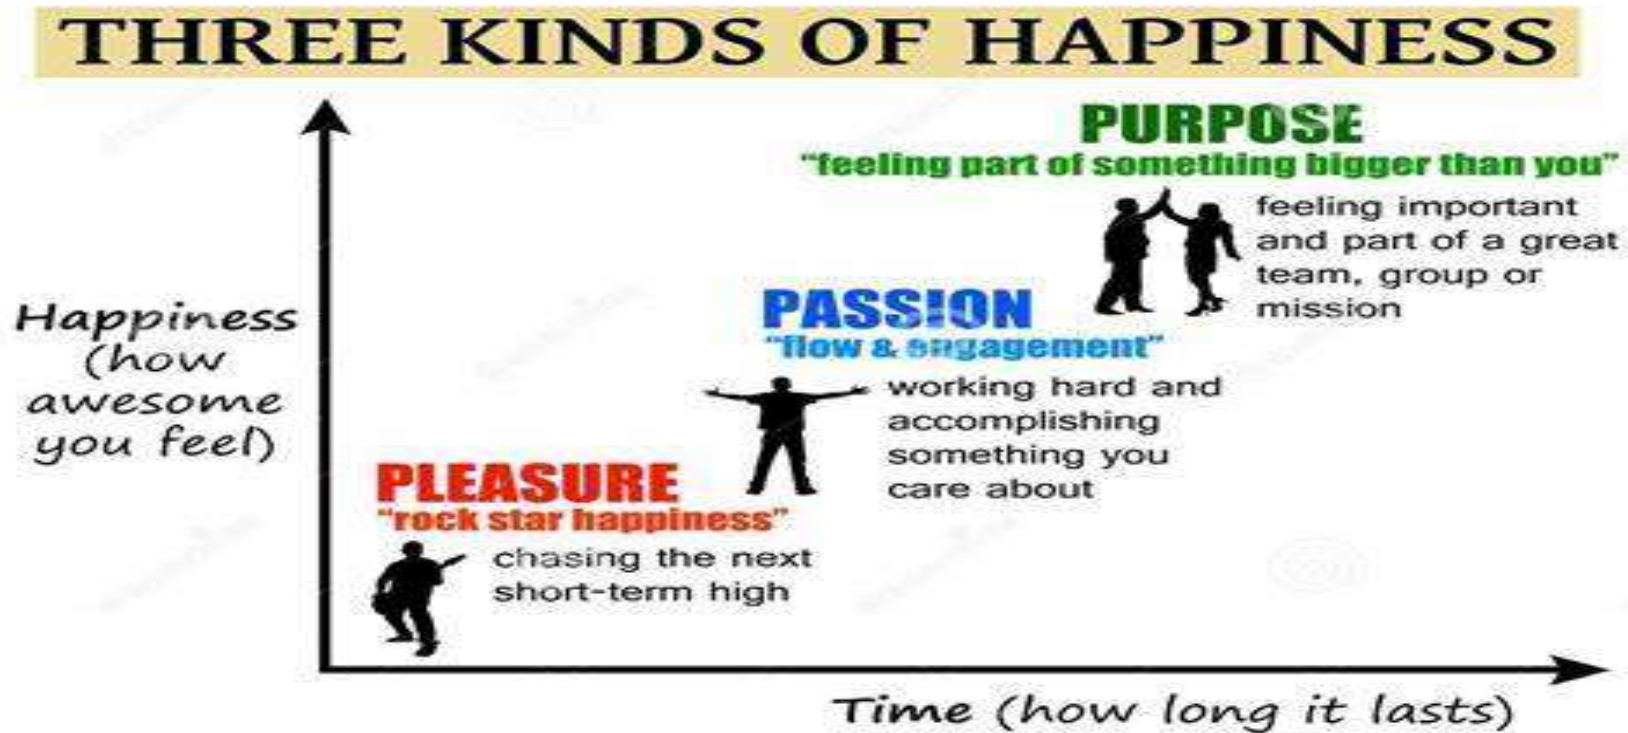 THREE KINDS OF HAPPINESS
PURPOSE
"feeling part of something bigger than you"
feeling important
and part of a great
team, group or
mission
PASSION
"flow & engagement"
working hard and
accomplishing
something you
care about
Happiness
(how
awesome
you feel)
PLEASURE
"rock star happiness"
chasing the next
short-term high
Time (how long it lasts)